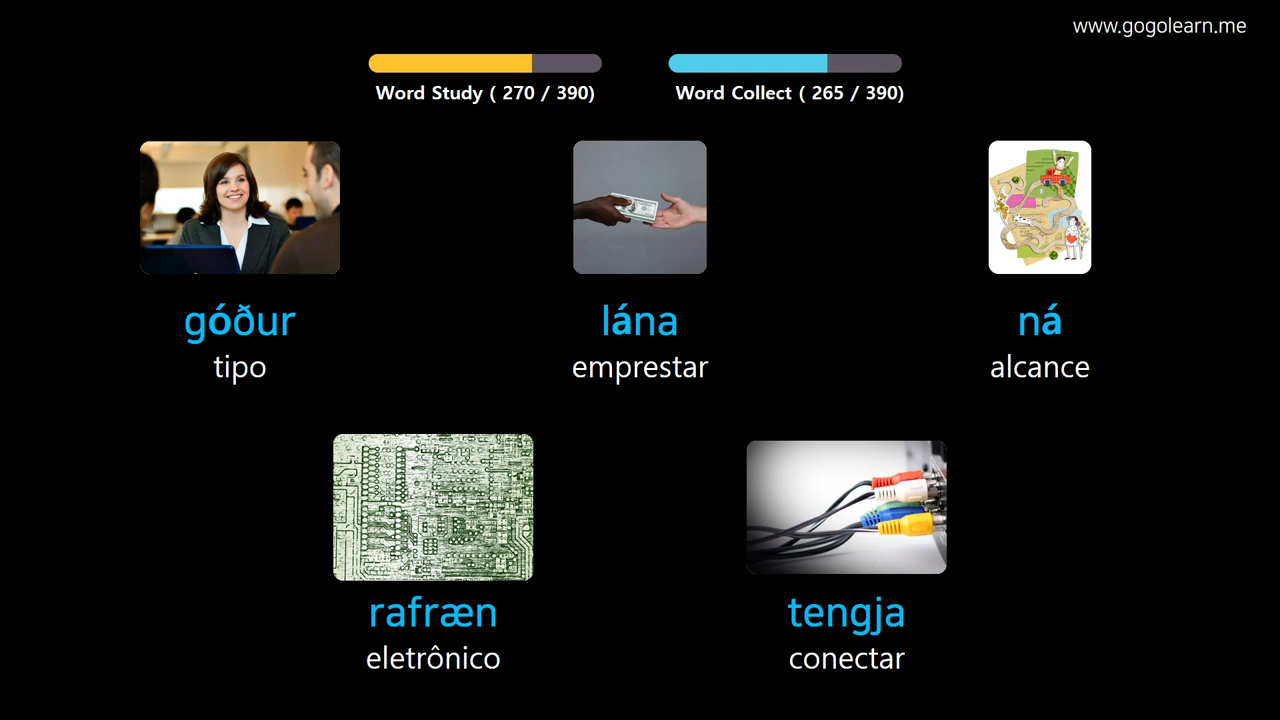 www.gogolearn.me
Word Study ( 270 / 390)
Word Collect ( 265 / 390)
góður
tipo
lána
emprestar
ná
alcance
rafræn
eletrônico
tengja
conectar